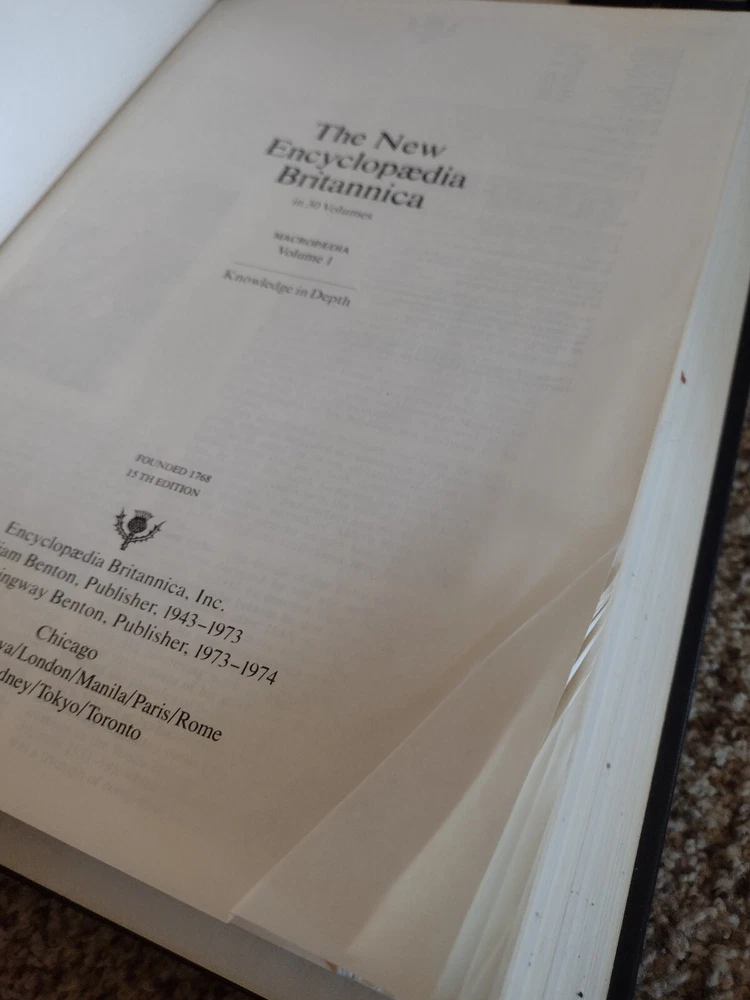 The New
Encyclopædia
Britannica
in 30 Volumes
MACROPÆDIA
Volume 1
Knowledge in Depth
FOUNDED 1768
15 TH EDITION
Encyclopædia Britannica, Inc.
iam Benton, Publisher, 1943–1973
ingway Benton, Publisher, 1973–1974
Chicago
va/London/Manila/Paris/Rome
dney/Tokyo/Toronto